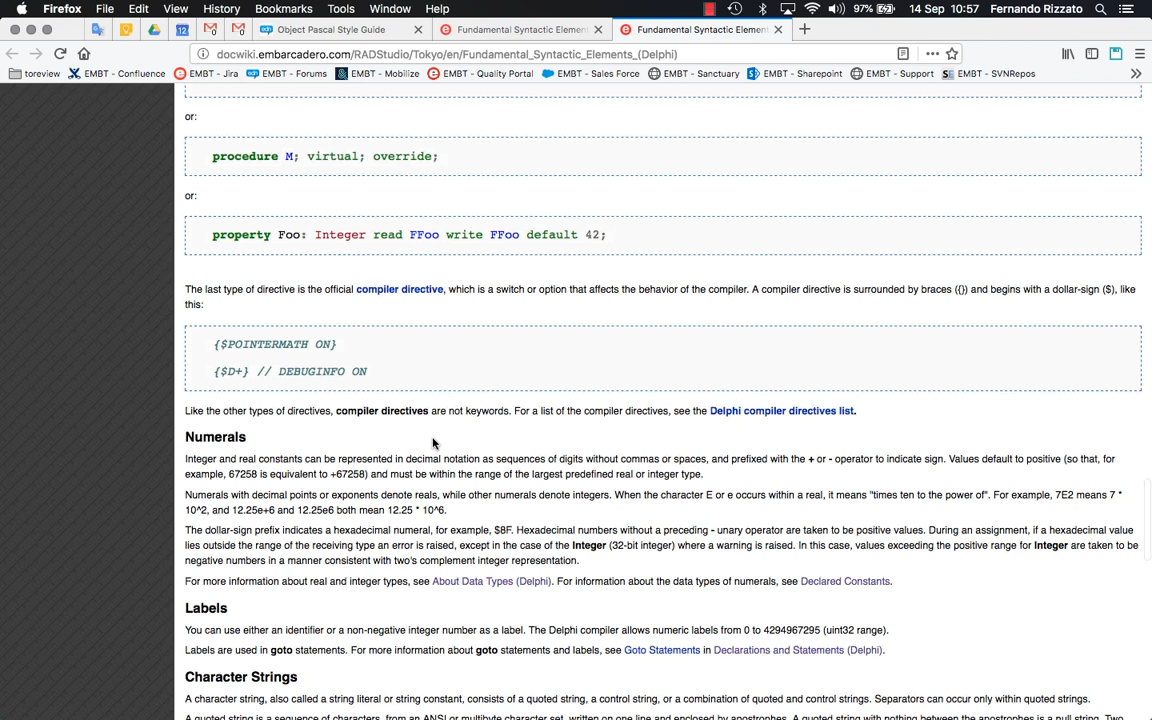 Firefox File Edit View History Bookmarks Tools Window Help 97% 14 Sep 10:57 Fernando Rizzato
Object Pascal Style Guide Fundamental Syntactic Elements Fundamental Syntactic Element
docwiki.embarcadero.com/RADStudio/Tokyo/en/Fundamental_Syntactic_Elements_(Delphi)
toreview EMBT - Confluence EMBT - Jira EMBT - Forums EMBT - Mobilize EMBT - Quality Portal EMBT - Sales Force EMBT - Sanctuary EMBT - Sharepoint EMBT - Support EMBT - SVNRepos
or:
procedure M; virtual; override;
or:
property Foo: Integer read FFoo write FFoo default 42;
The last type of directive is the official compiler directive, which is a switch or option that affects the behavior of the compiler. A compiler directive is surrounded by braces ({}) and begins with a dollar-sign ($), like
this:
{$POINTERMATH ON}
{$D+} // DEBUGINFO ON
Like the other types of directives, compiler directives are not keywords. For a list of the compiler directives, see the Delphi compiler directives list.
Numerals
Integer and real constants can be represented in decimal notation as sequences of digits without commas or spaces, and prefixed with the + or - operator to indicate sign. Values default to positive (so that, for
example, 67258 is equivalent to +67258) and must be within the range of the largest predefined real or integer type.
Numerals with decimal points or exponents denote reals, while other numerals denote integers. When the character E or e occurs within a real, it means "times ten to the power of". For example, 7E2 means 7 *
10^2, and 12.25e+6 and 12.25e6 both mean 12.25 * 10^6.
The dollar-sign prefix indicates a hexadecimal numeral, for example, $8F. Hexadecimal numbers without a preceding - unary operator are taken to be positive values. During an assignment, if a hexadecimal value
lies outside the range of the receiving type an error is raised, except in the case of the Integer (32-bit integer) where a warning is raised. In this case, values exceeding the positive range for Integer are taken to be
negative numbers in a manner consistent with two's complement integer representation.
For more information about real and integer types, see About Data Types (Delphi). For information about the data types of numerals, see Declared Constants.
Labels
You can use either an identifier or a non-negative integer number as a label. The Delphi compiler allows numeric labels from 0 to 4294967295 (uint32 range).
Labels are used in goto statements. For more information about goto statements and labels, see Goto Statements in Declarations and Statements (Delphi).
Character Strings
A character string, also called a string literal or string constant, consists of a quoted string, a control string, or a combination of quoted and control strings. Separators can occur only within quoted strings.
A quoted string is a sequence of characters, from an ANSI or multibyte character set, written on one line and enclosed by apostrophes. A quoted string with nothing between the apostrophes is a null string. Two